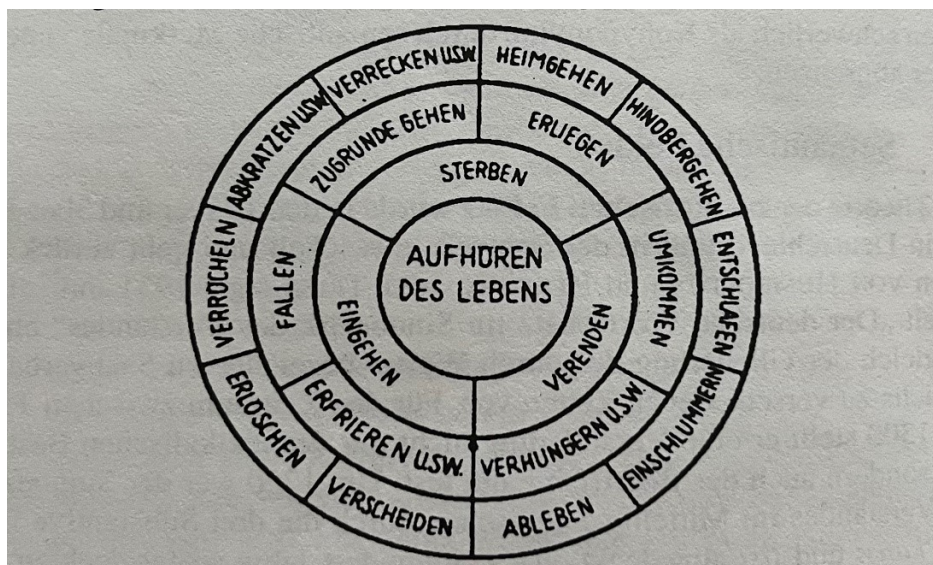 AUFHÖREN
DES LEBENS
STERBEN
VERENDEN
EINGEHEN
ERLIEGEN
UMKOMMEN
VERHUNGERN U.S.W.
ERFRIEREN USW.
FALLEN
ZUGRUNDE GEHEN
HEIMGEHEN
HINÜBERGEHEN
ENTSCHLAFEN
EINSCHLUMMERN
ABLEBEN
VERSCHEIDEN
ERLÖSCHEN
VERRÖCHELN
ABKRATZEN USW.
VERRECKEN USW.